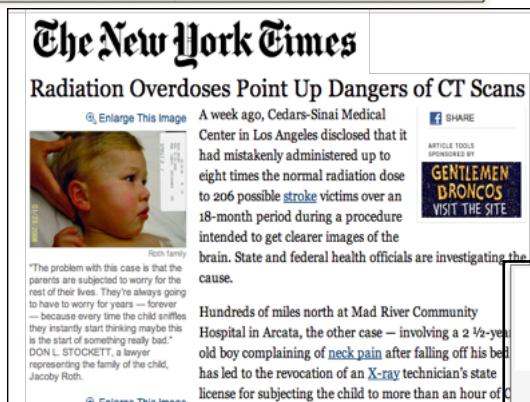 The New York Times
Radiation Overdoses Point Up Dangers of CT Scans
Enlarge This Image
Roth family
"The problem with this case is that the
parents are subjected to worry for the
rest of their lives. They're always going
to have to worry for years — forever
— because every time the child sniffles
they instantly start thinking maybe this
is the start of something really bad."
DON L. STOCKETT, a lawyer
representing the family of the child,
Jacoby Roth.
Enlarge This Image
A week ago, Cedars-Sinai Medical
Center in Los Angeles disclosed that it
had mistakenly administered up to
eight times the normal radiation dose
to 206 possible stroke victims over an
18-month period during a procedure
intended to get clearer images of the
brain. State and federal health officials are investigating the
cause.
Hundreds of miles north at Mad River Community
Hospital in Arcata, the other case — involving a 2 ½-year
old boy complaining of neck pain after falling off his bed
has led to the revocation of an X-ray technician's state
license for subjecting the child to more than an hour of
SHARE
ARTICLE TOOLS
SPONSORED BY
GENTLEMEN
BRONCOS
VISIT THE SITE